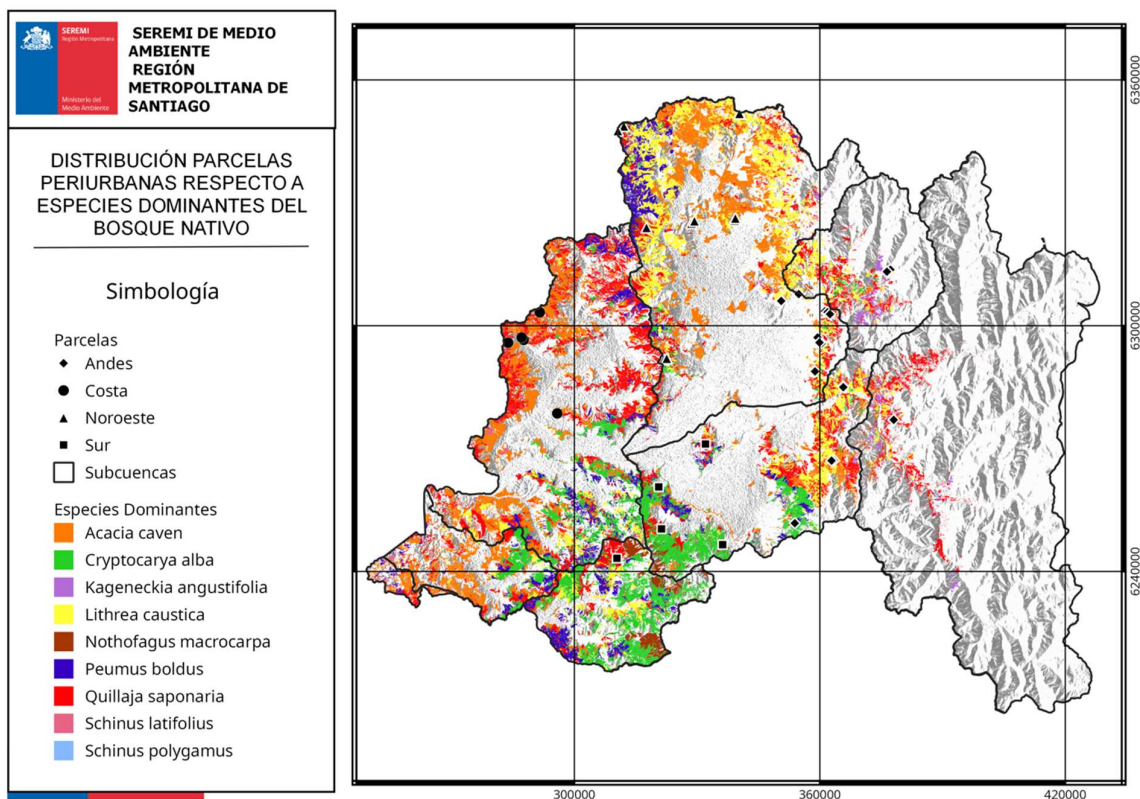 SEREMI
Región Metropolitana
Ministerio del
Medio Ambiente
SEREMI DE MEDIO
AMBIENTE
REGIÓN
METROPOLITANA DE
SANTIAGO
DISTRIBUCIÓN PARCELAS
PERIURBANAS RESPECTO A
ESPECIES DOMINANTES DEL
BOSQUE NATIVO
Simbología
Parcelas
Andes
Costa
Noroeste
Sur
Subcuencas
Especies Dominantes
Acacia caven
Cryptocarya alba
Kageneckia angustifolia
Lithrea caustica
Nothofagus macrocarpa
Peumus boldus
Quillaja saponaria
Schinus latifolius
Schinus polygamus
6360000
6300000
6240000
300000
360000
420000